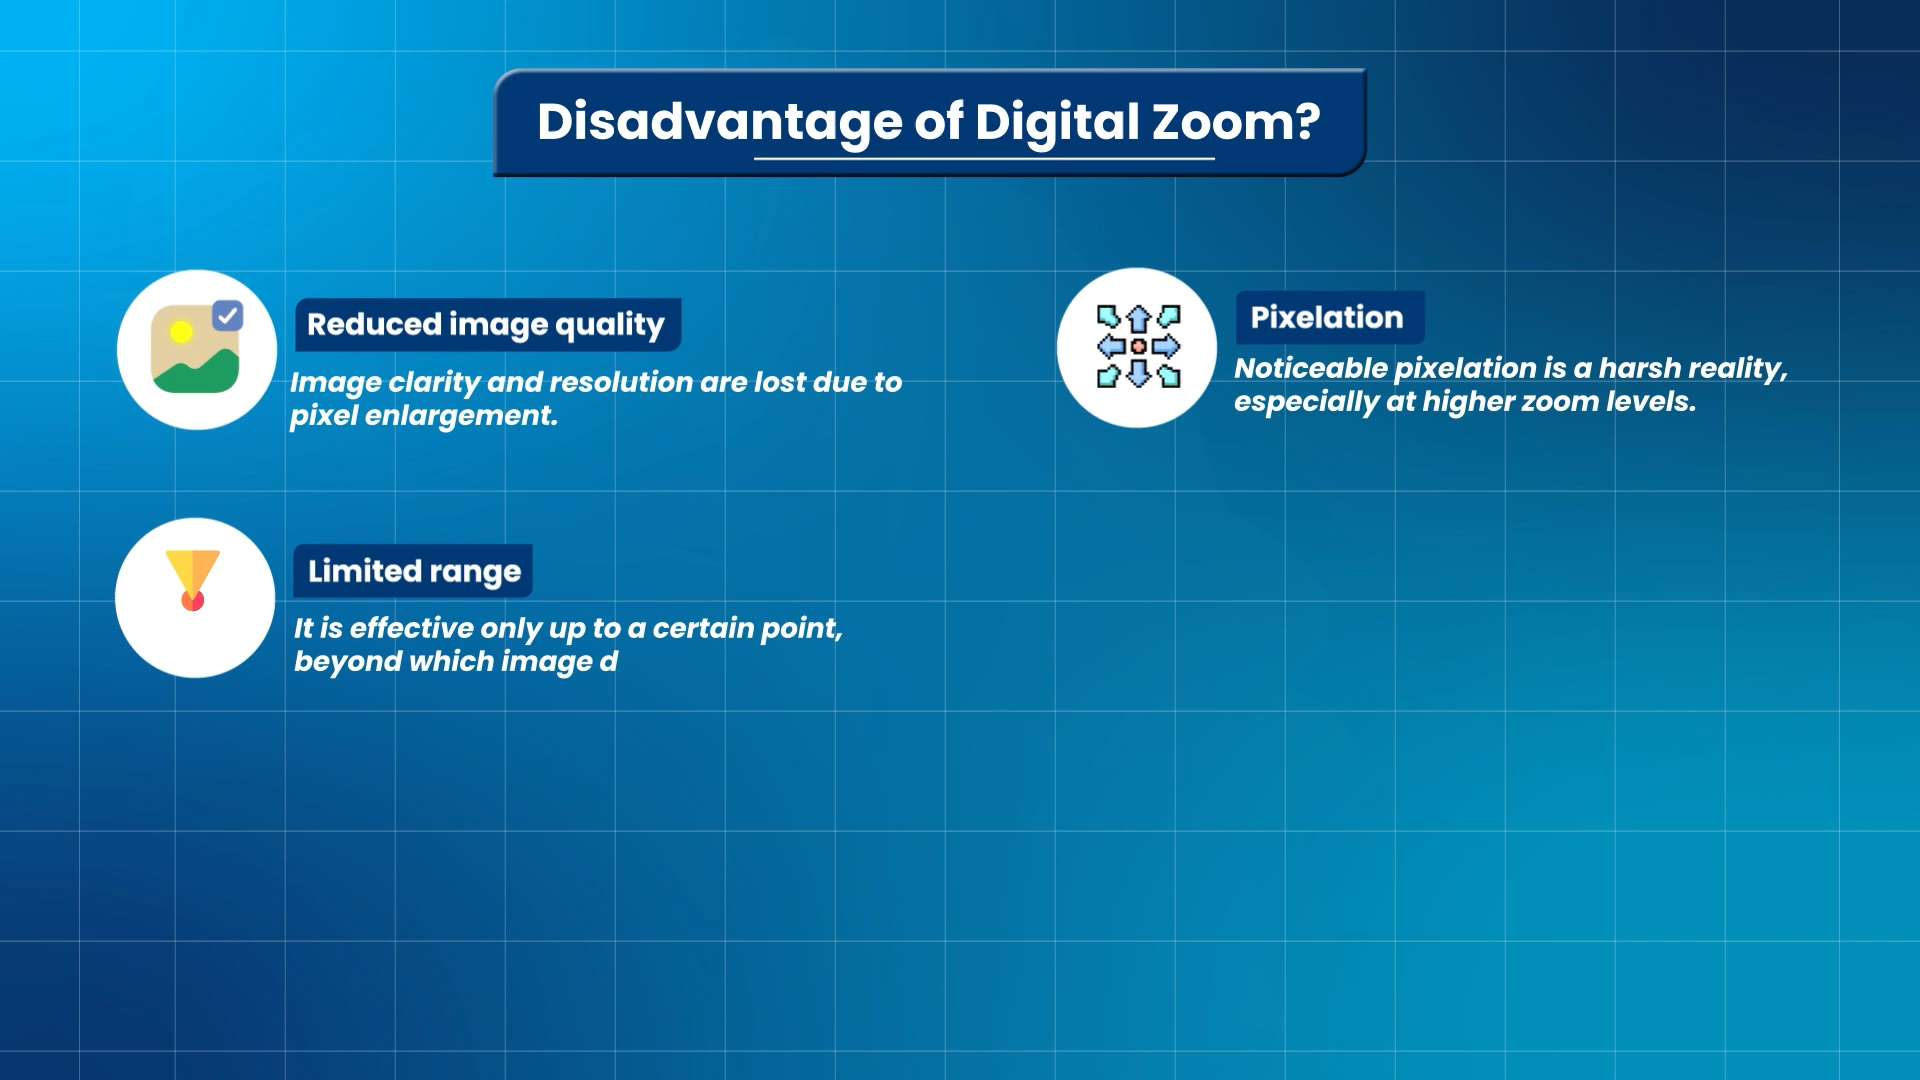 Disadvantage of Digital Zoom?
Reduced image quality
Image clarity and resolution are lost due to
pixel enlargement.
Pixelation
Noticeable pixelation is a harsh reality,
especially at higher zoom levels.
Limited range
It is effective only up to a certain point,
beyond which image d